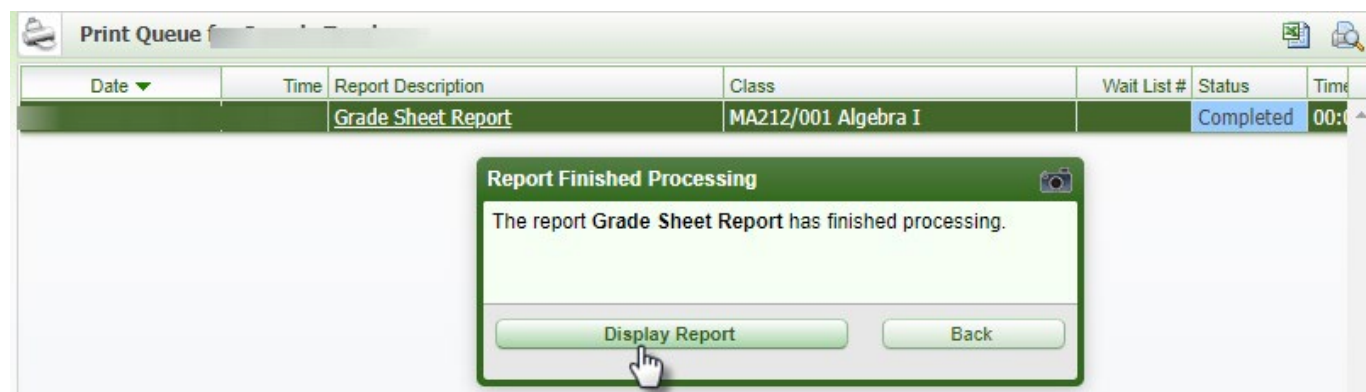 Print Queue
Date Time Report Description Class Wait List # Status
Grade Sheet Report MA212/001 Algebra I Completed
Report Finished Processing
The report Grade Sheet Report has finished processing.
Display Report Back